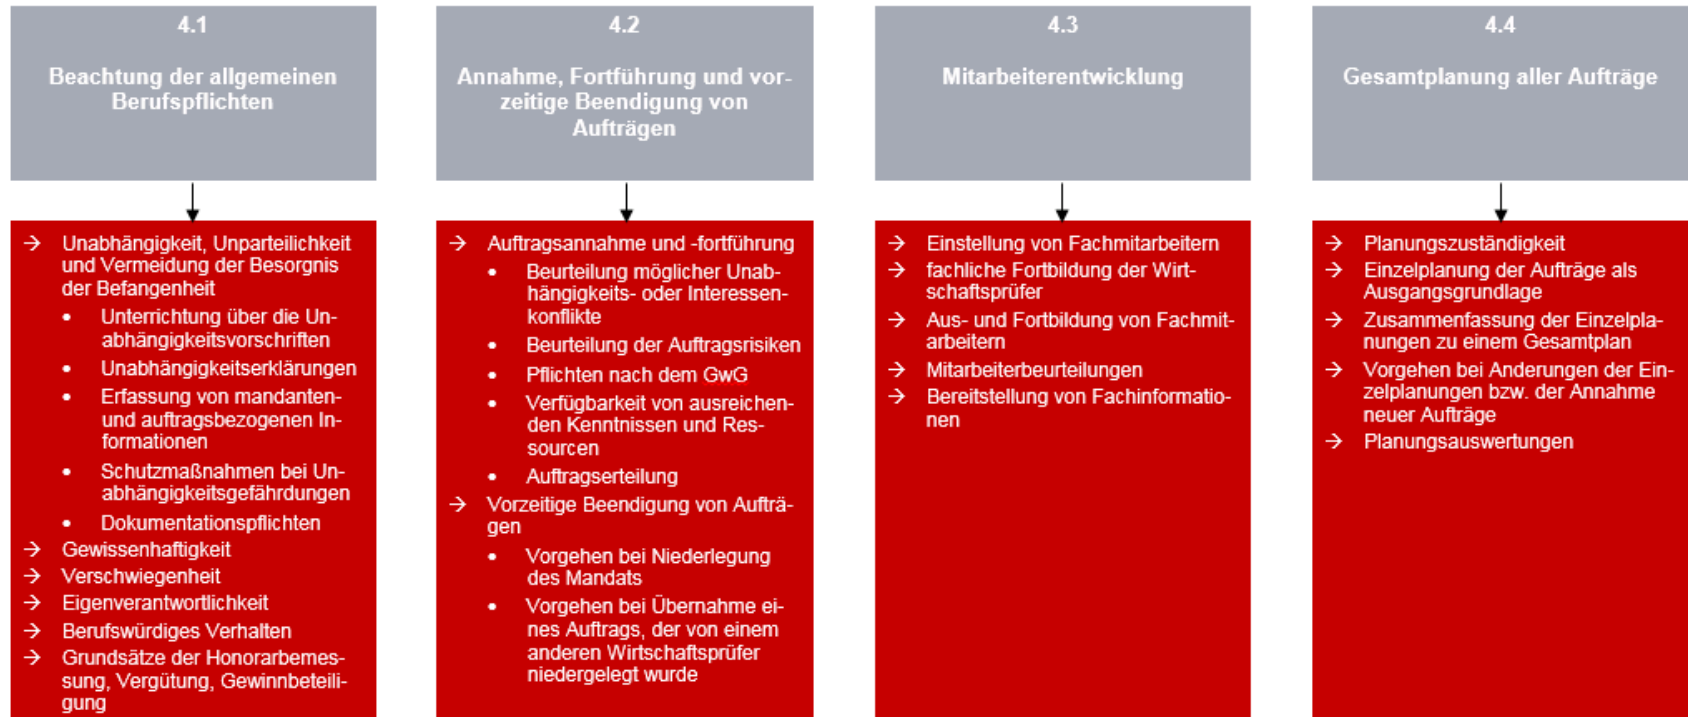 4.1
Beachtung der allgemeinen
Berufspflichten
→ Unabhängigkeit, Unparteilichkeit
und Vermeidung der Besorgnis
der Befangenheit
• Unterrichtung über die Un-
abhängigkeitsvorschriften
• Unabhängigkeitserklärungen
• Erfassung von mandanten-
und auftragsbezogenen In-
formationen
• Schutzmaßnahmen bei Un-
abhängigkeitsgefährdungen
• Dokumentationspflichten
→ Gewissenhaftigkeit
→ Verschwiegenheit
→ Eigenverantwortlichkeit
→ Berufswürdiges Verhalten
→ Grundsätze der Honorarbemes-
sung, Vergütung, Gewinnbeteili-
gung
4.2
Annahme, Fortführung und vor-
zeitige Beendigung von
Aufträgen
→ Auftragsannahme und -fortführung
• Beurteilung möglicher Unab-
hängigkeits- oder Interessen-
konflikte
• Beurteilung der Auftragsrisiken
• Pflichten nach dem GwG
• Verfügbarkeit von ausreichen-
den Kenntnissen und Res-
sourcen
• Auftragserteilung
→ Vorzeitige Beendigung von Aufträ-
gen
• Vorgehen bei Niederlegung
des Mandats
• Vorgehen bei Übernahme ei-
nes Auftrags, der von einem
anderen Wirtschaftsprüfer
niedergelegt wurde
4.3
Mitarbeiterentwicklung
→ Einstellung von Fachmitarbeitern
→ fachliche Fortbildung der Wirt-
schaftsprüfer
→ Aus- und Fortbildung von Fachmit-
arbeitern
→ Mitarbeiterbeurteilungen
→ Bereitstellung von Fachinformatio-
nen
4.4
Gesamtplanung aller Aufträge
→ Planungszuständigkeit
→ Einzelplanung der Aufträge als
Ausgangsgrundlage
→ Zusammenfassung der Einzelpla-
nungen zu einem Gesamtplan
→ Vorgehen bei Änderungen der Ein-
zelplanungen bzw. der Annahme
neuer Aufträge
→ Planungsauswertungen